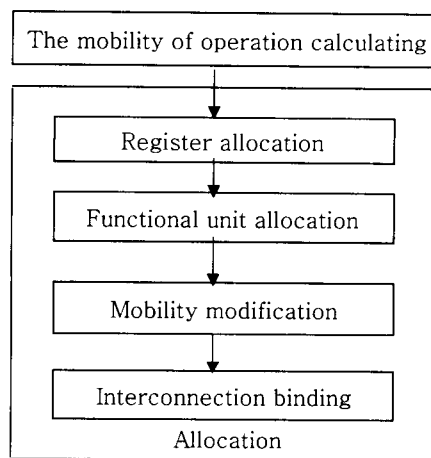 The mobility of operation calculating
Register allocation
Functional unit allocation
Mobility modification
Interconnection binding
Allocation